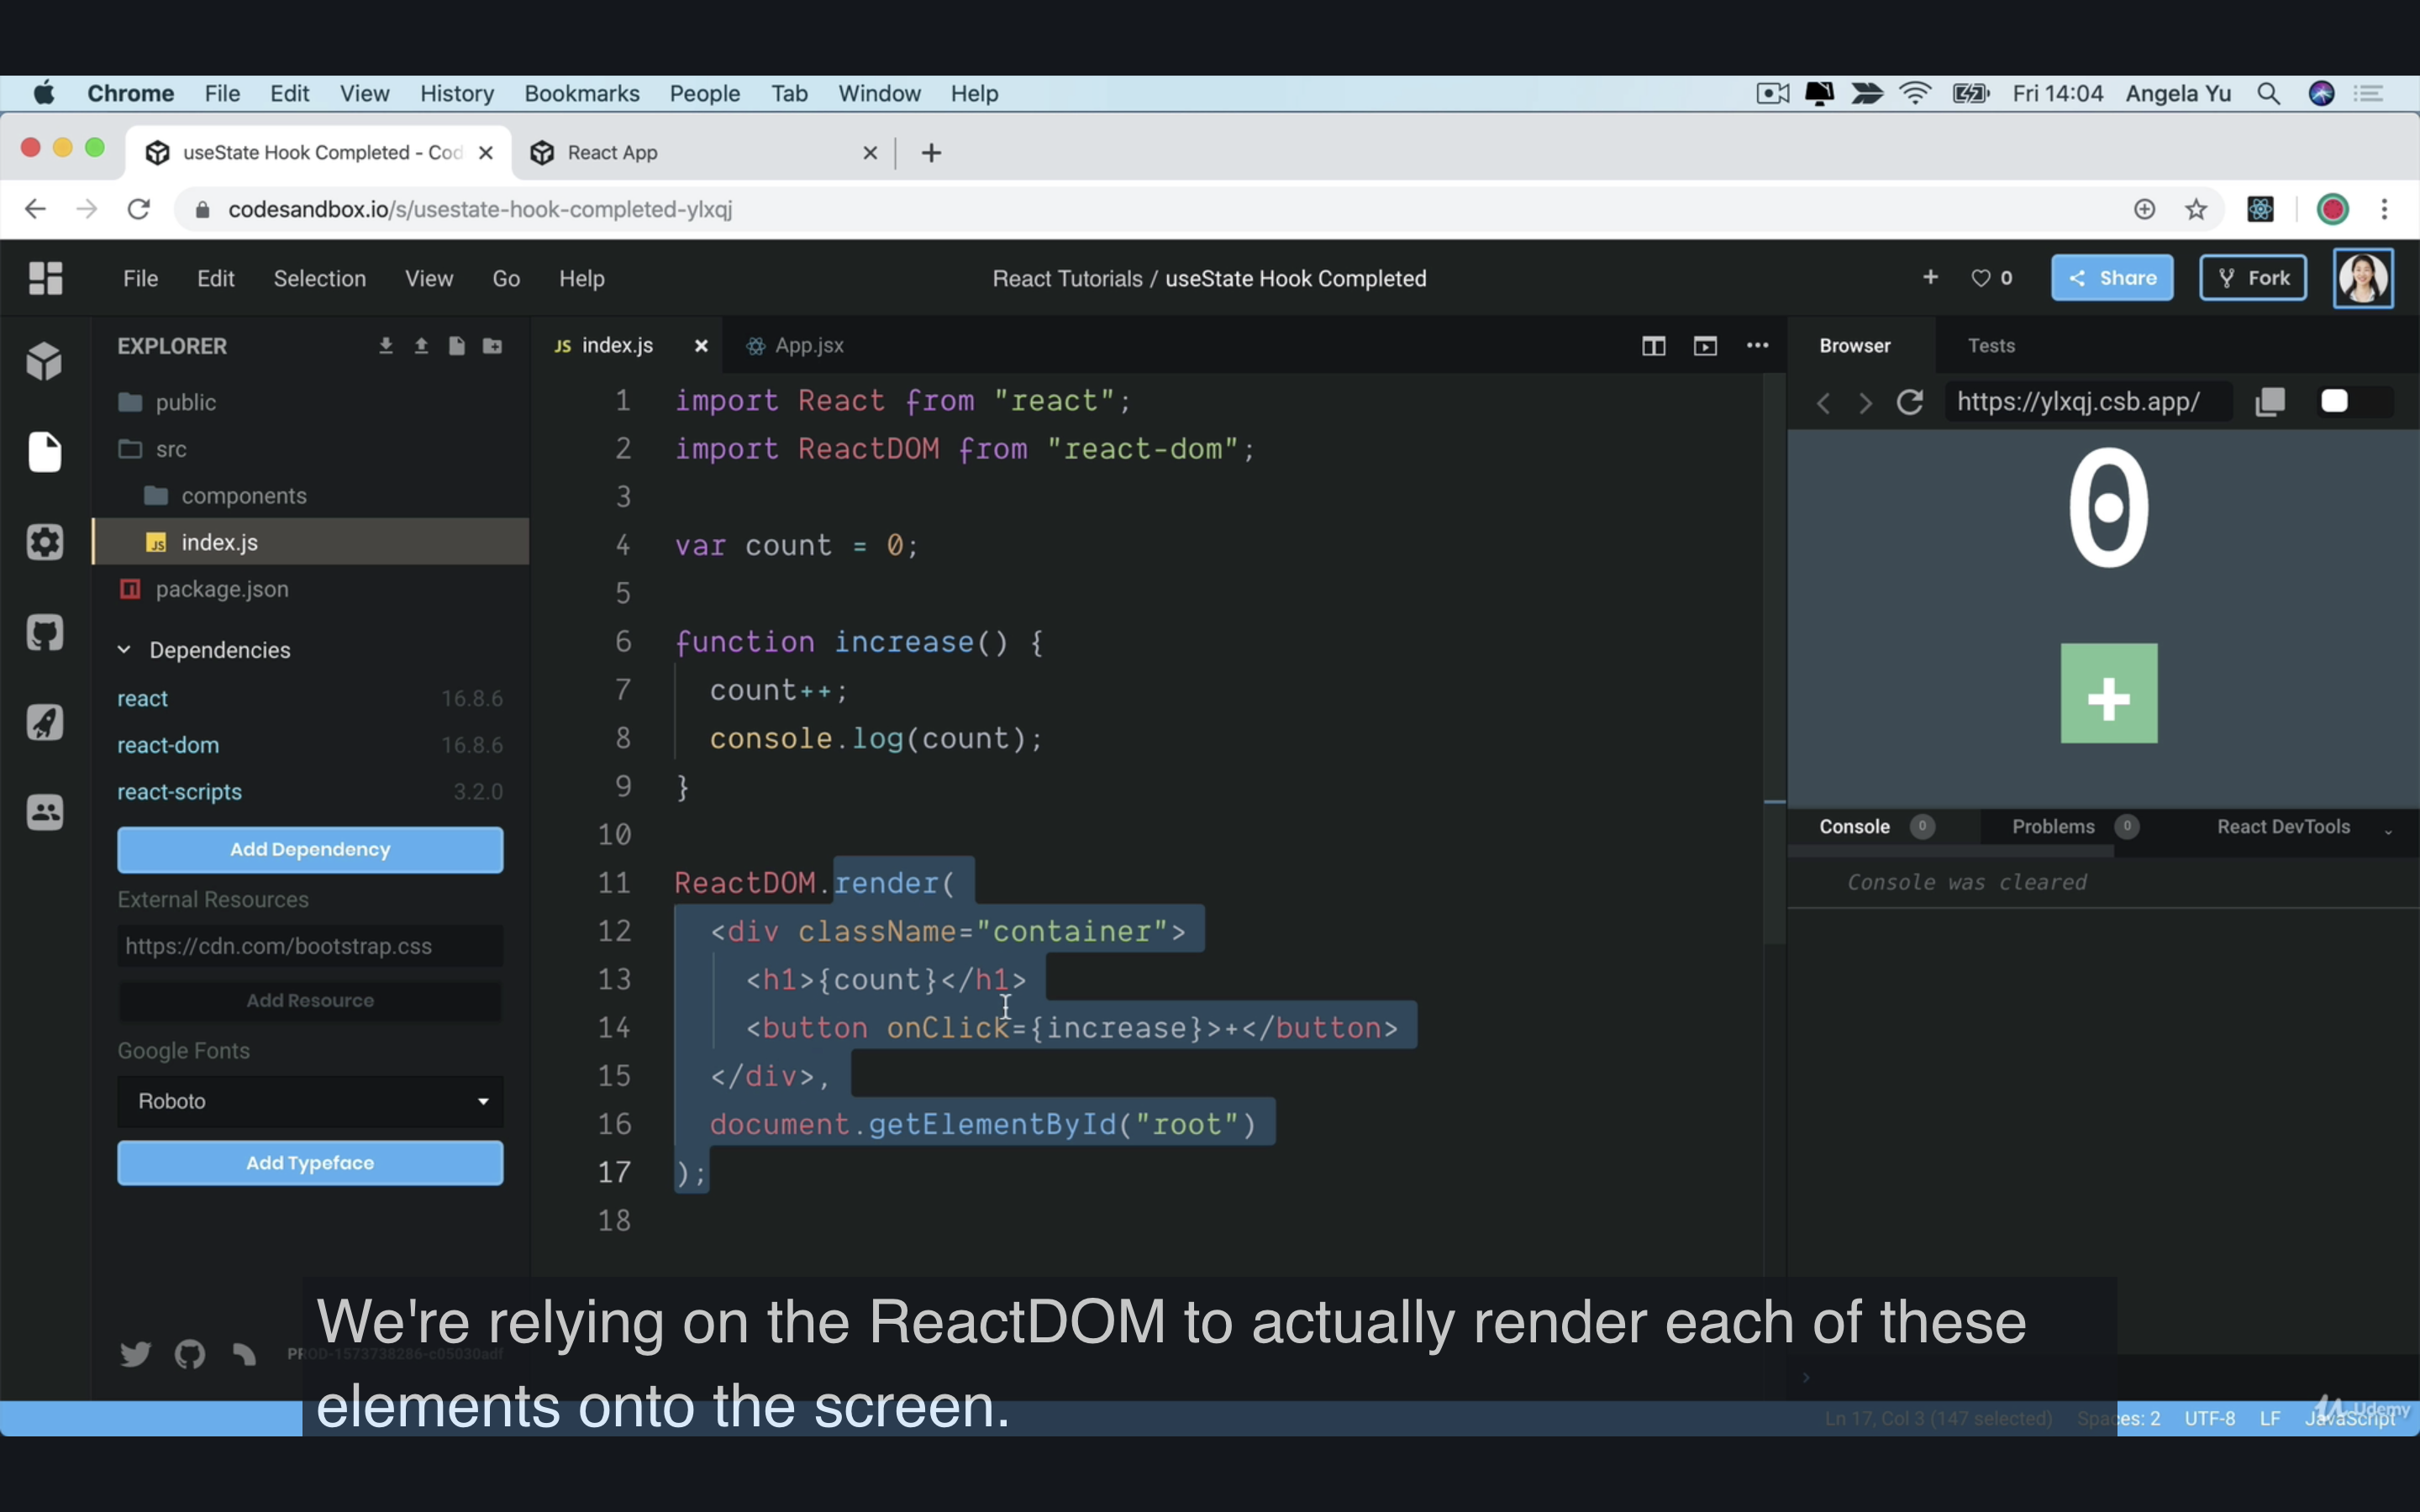 Chrome File Edit View History Bookmarks People Tab Window Help Fri 14:04 Angela Yu
useState Hook Completed - Cod React App
codesandbox.io/s/usestate-hook-completed-ylxqj
File Edit Selection View Go Help React Tutorials / useState Hook Completed 0 Share Fork
EXPLORER
public
src
components
JS index.js
package.json
Dependencies
react 16.8.6
react-dom 16.8.6
react-scripts 3.2.0
Add Dependency
External Resources
https://cdn.com/bootstrap.css
Add Resource
Google Fonts
Roboto
Add Typeface
PROD-1573738286-c05030adf
JS index.js App.jsx
1 import React from "react";
2 import ReactDOM from "react-dom";
3
4 var count = 0;
5
6 function increase() {
7 count++;
8 console.log(count);
9 }
10
11 ReactDOM.render(
12 <div className="container">
13 <h1>{count}</h1>
14 <button onClick={increase}>+</button>
15 </div>,
16 document.getElementById("root")
17 );
18
Browser Tests
https://ylxqj.csb.app/
0
+
Console 0 Problems 0 React DevTools
Console was cleared
We're relying on the ReactDOM to actually render each of these
elements onto the screen.
Ln 17, Col 3 (147 selected) Spaces: 2 UTF-8 LF JavaScript
Udemy